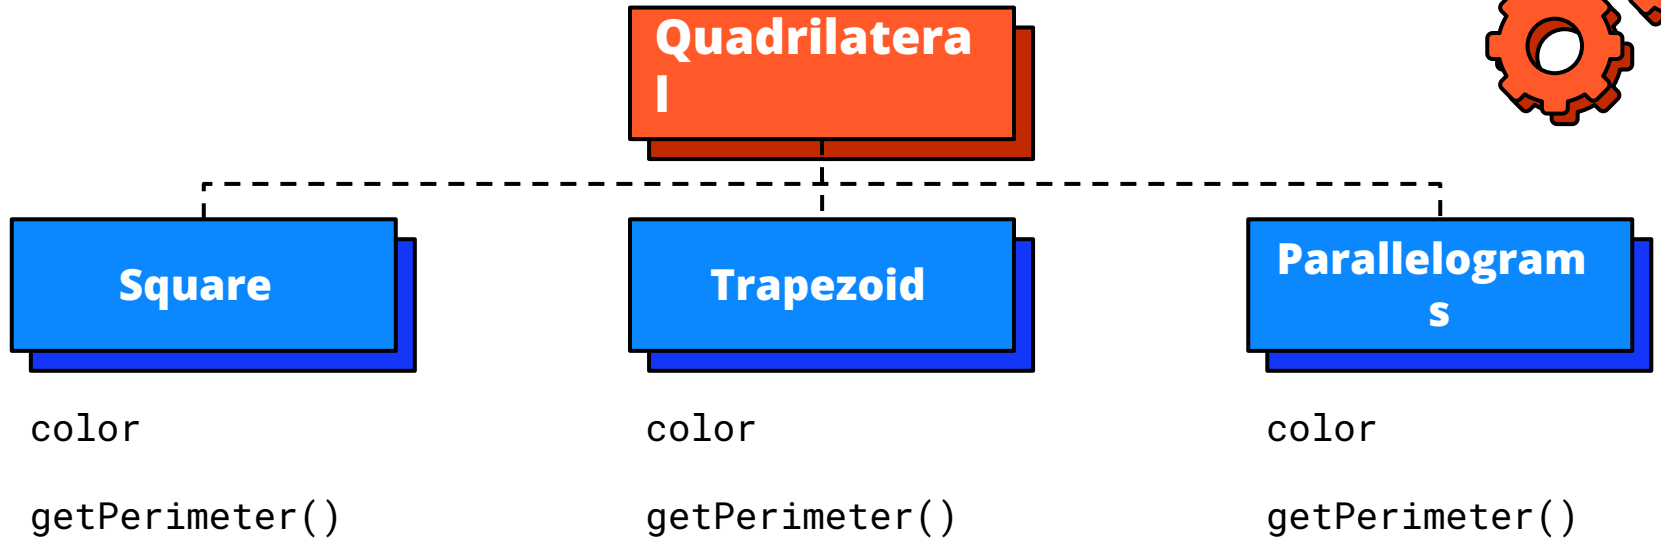 Quadrilatera
l
Square
Trapezoid
Parallelogram
s
color
color
color
getPerimeter()
getPerimeter()
getPerimeter()